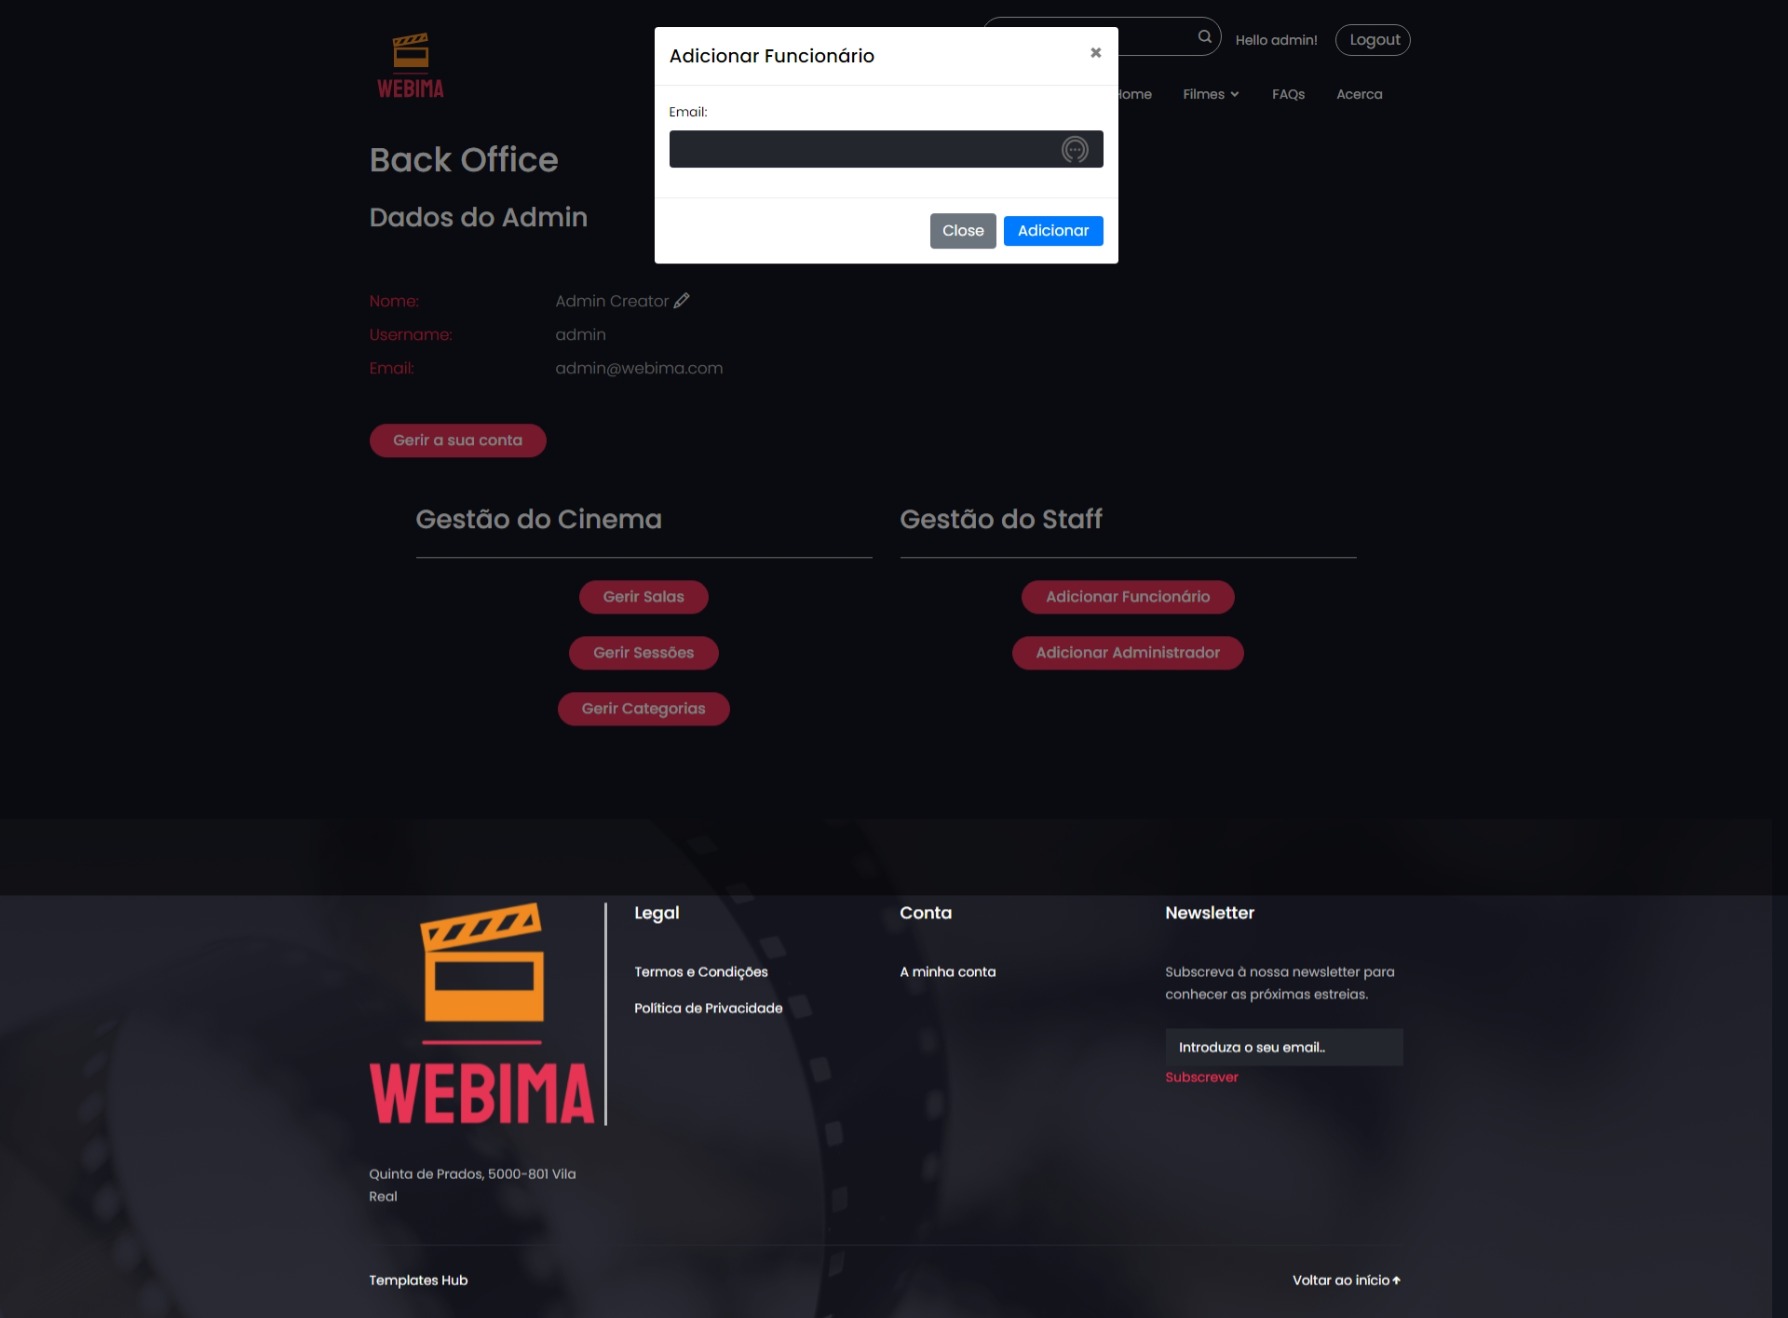 WEBIMA
Hello admin!
Logout
Home
Filmes
FAQs
Acerca
Adicionar Funcionário
×
Email:
Close
Adicionar
Back Office
Dados do Admin
Nome:
Admin Creator
Username:
admin
Email:
admin@webima.com
Gerir a sua conta
Gestão do Cinema
Gerir Salas
Gerir Sessões
Gerir Categorias
Gestão do Staff
Adicionar Funcionário
Adicionar Administrador
WEBIMA
Quinta de Prados, 5000-801 Vila
Real
Legal
Termos e Condições
Política de Privacidade
Conta
A minha conta
Newsletter
Subscreva à nossa newsletter para
conhecer as próximas estreias.
Introduza o seu email..
Subscrever
Templates Hub
Voltar ao início